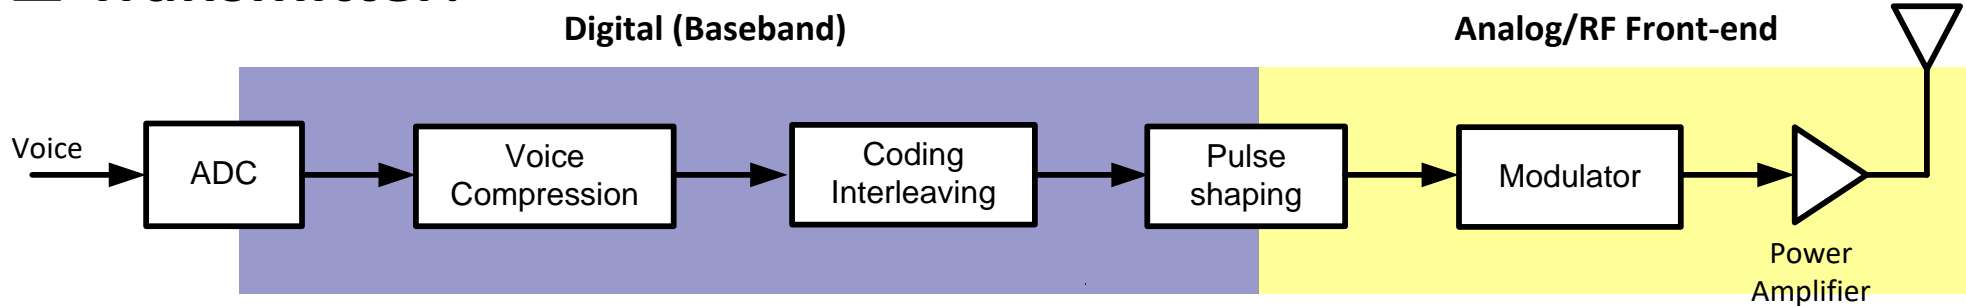 Digital (Baseband)
Analog/RF Front-end
Voice
ADC
Voice
Compression
Coding
Interleaving
Pulse
shaping
Modulator
Power
Amplifier